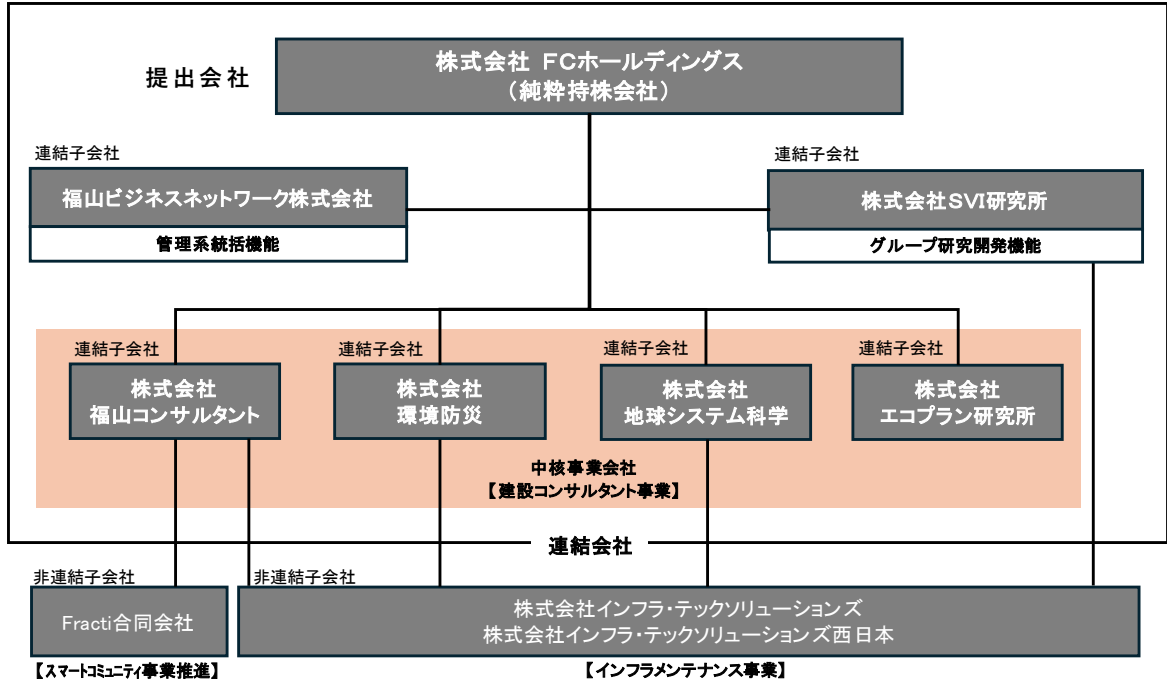 株式会社 FCホールディングス
（純粋持株会社）
提出会社
連結子会社
福山ビジネスネットワーク株式会社
管理系統括機能
連結子会社
株式会社SVI研究所
グループ研究開発機能
連結子会社
株式会社
福山コンサルタント
連結子会社
株式会社
環境防災
連結子会社
株式会社
地球システム科学
連結子会社
株式会社
エコプラン研究所
中核事業会社
【建設コンサルタント事業】
連結会社
非連結子会社
Fracti合同会社
【スマートコミュニティ事業推進】
非連結子会社
株式会社インフラ・テックソリューションズ
株式会社インフラ・テックソリューションズ西日本
【インフラメンテナンス事業】